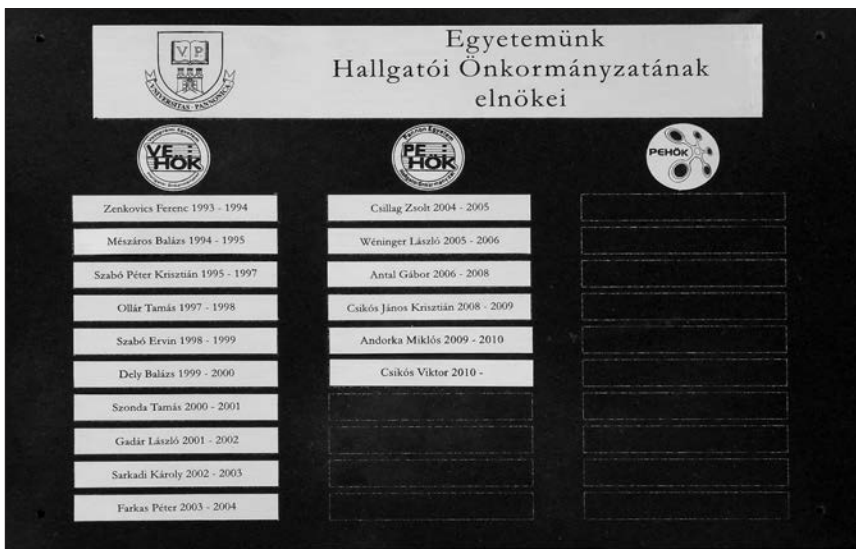 Egyetemünk
Hallgatói Önkormányzatának
elnökei
V P
UNIVERSITAS · PANNONICA
VE
HÖK
Pannon Egyetem
PE
HÖK
PEHÖK
Zenkovics Ferenc 1993 - 1994
Mészáros Balázs 1994 - 1995
Szabó Péter Krisztián 1995 - 1997
Ollár Tamás 1997 - 1998
Szabó Ervin 1998 - 1999
Dely Balázs 1999 - 2000
Szonda Tamás 2000 - 2001
Gadár László 2001 - 2002
Sarkadi Károly 2002 - 2003
Farkas Péter 2003 - 2004
Csillag Zsolt 2004 - 2005
Wéninger László 2005 - 2006
Antal Gábor 2006 - 2008
Csikós János Krisztián 2008 - 2009
Andorka Miklós 2009 - 2010
Csikós Viktor 2010 -